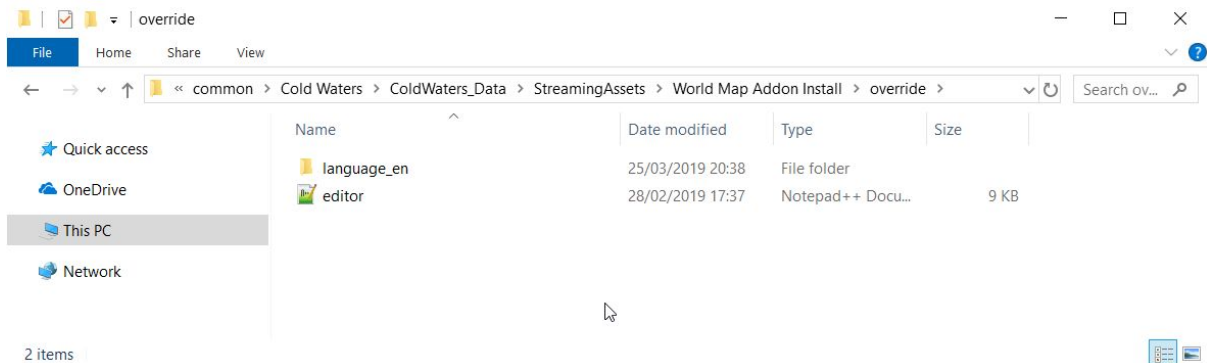 override
File Home Share View
« common > Cold Waters > ColdWaters_Data > StreamingAssets > World Map Addon Install > override > Search ov...
Name Date modified Type Size
Quick access
language_en 25/03/2019 20:38 File folder
OneDrive
editor 28/02/2019 17:37 Notepad++ Docu... 9 KB
This PC
Network
2 items